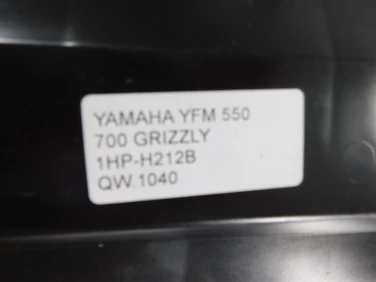 YAMAHA YFM 550
700 GRIZZLY
1HP-H212B
QW.1040